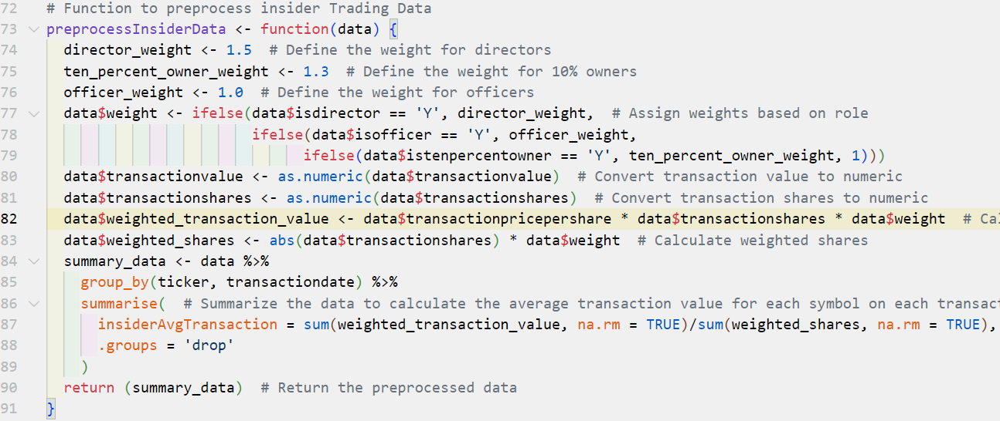 72 # Function to preprocess insider Trading Data
73 preprocessInsiderData <- function(data) {
74 director_weight <- 1.5  # Define the weight for directors
75 ten_percent_owner_weight <- 1.3  # Define the weight for 10% owners
76 officer_weight <- 1.0  # Define the weight for officers
77 data$weight <- ifelse(data$isdirector == 'Y', director_weight,  # Assign weights based on role
78 ifelse(data$isofficer == 'Y', officer_weight,
79 ifelse(data$istenpercentowner == 'Y', ten_percent_owner_weight, 1)))
80 data$transactionvalue <- as.numeric(data$transactionvalue)  # Convert transaction value to numeric
81 data$transactionshares <- as.numeric(data$transactionshares)  # Convert transaction shares to numeric
82 data$weighted_transaction_value <- data$transactionpricepershare * data$transactionshares * data$weight  # Cal
83 data$weighted_shares <- abs(data$transactionshares) * data$weight  # Calculate weighted shares
84 summary_data <- data %>%
85 group_by(ticker, transactiondate) %>%
86 summarise(  # Summarize the data to calculate the average transaction value for each symbol on each transact
87 insiderAvgTransaction = sum(weighted_transaction_value, na.rm = TRUE)/sum(weighted_shares, na.rm = TRUE),
88 .groups = 'drop'
89 )
90 return (summary_data)  # Return the preprocessed data
91 }